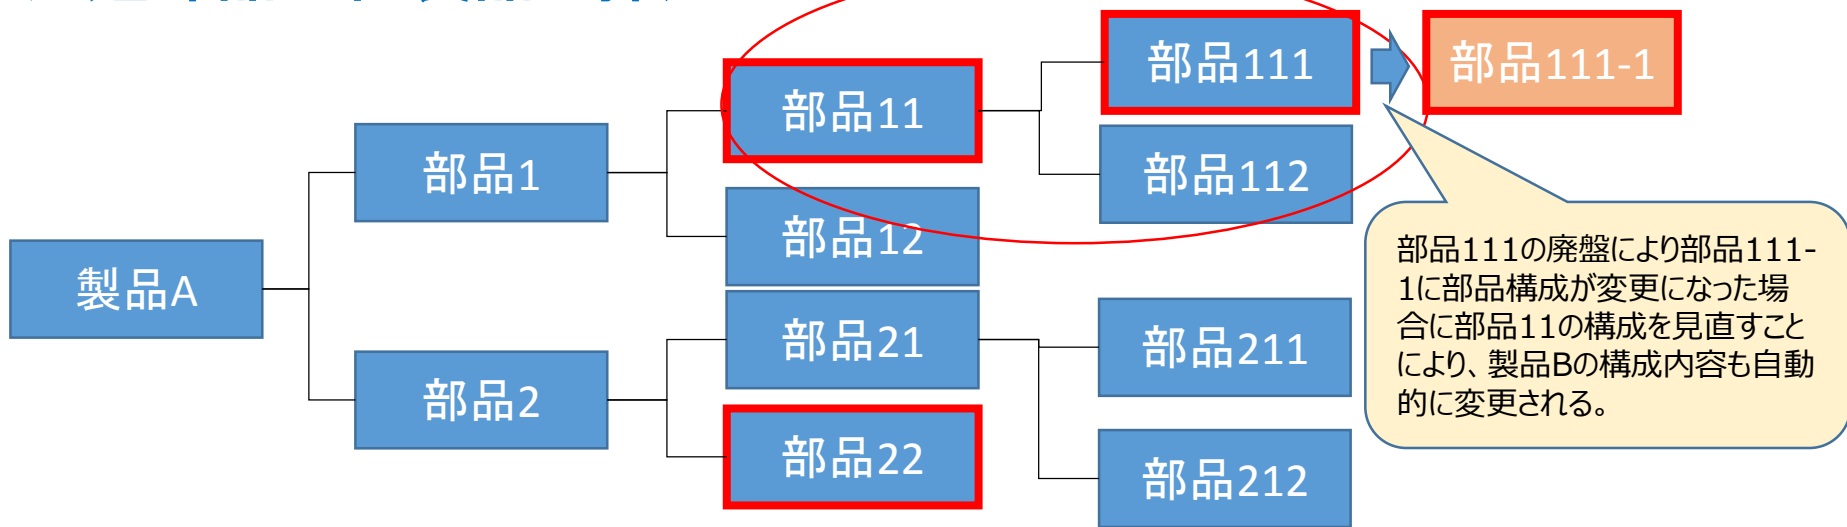 部品111
部品111-1
部品11
部品112
部品1
部品12
製品A
部品21
部品211
部品2
部品22
部品212
部品111の廃盤により部品111-
1に部品構成が変更になった場
合に部品11の構成を見直すこと
により、製品Bの構成内容も自動
的に変更される。